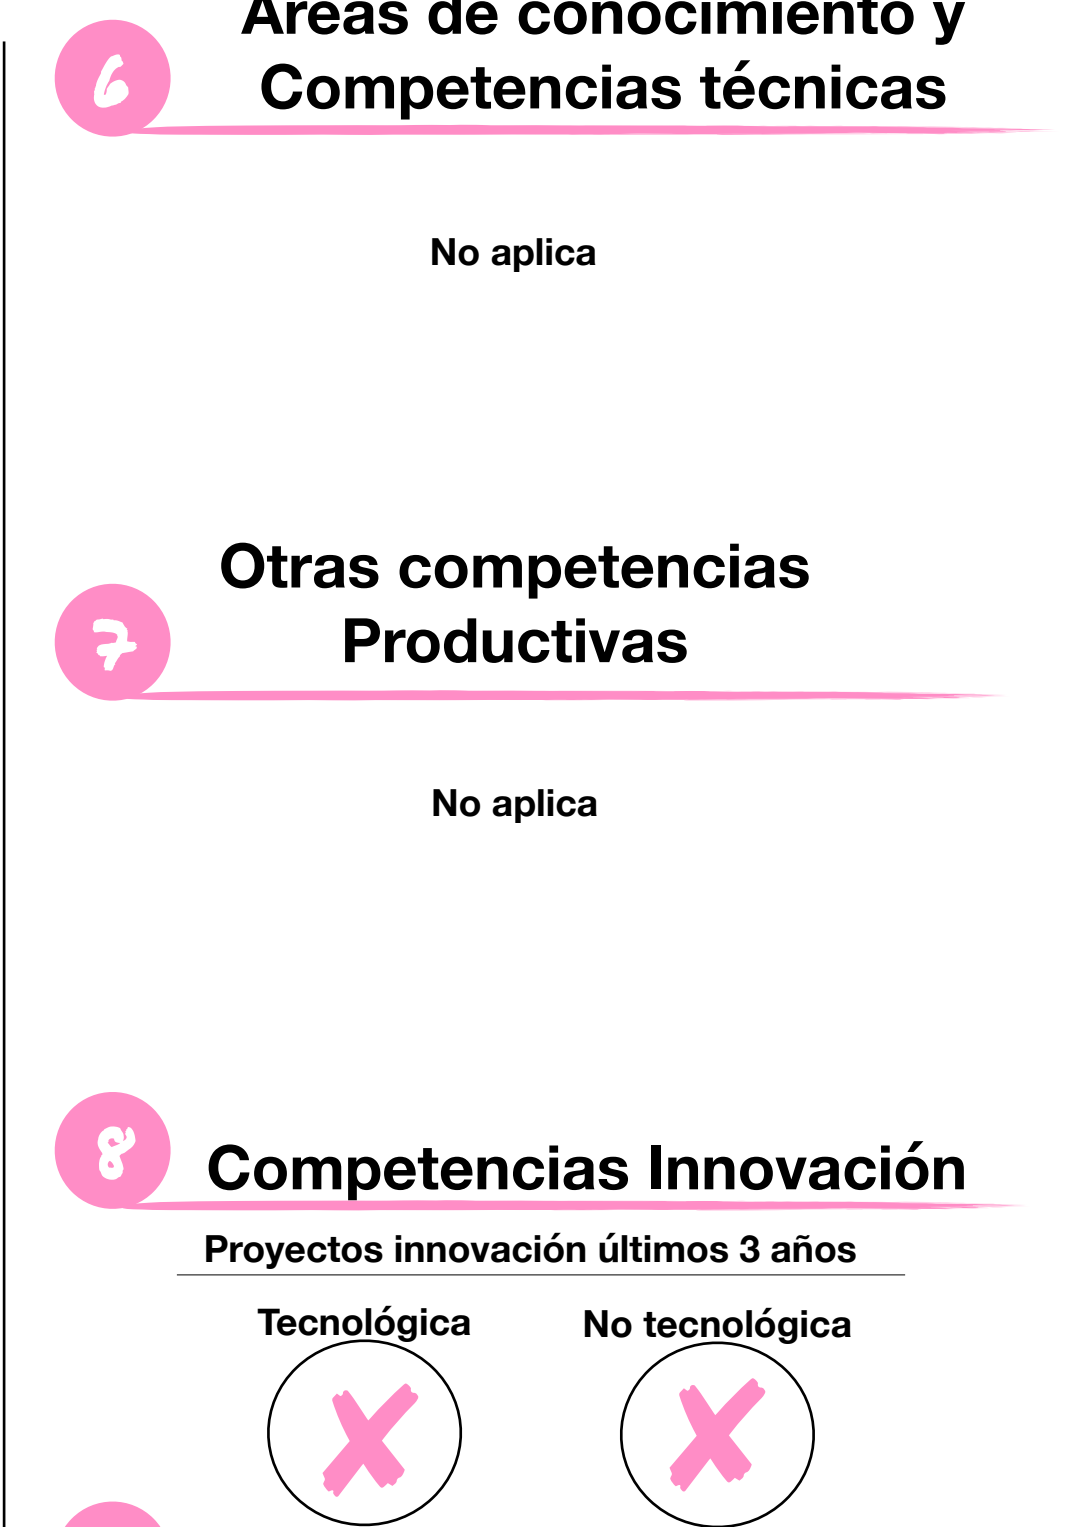 6
Áreas de conocimiento y
Competencias técnicas
No aplica
Otras competencias
7
Productivas
No aplica
8
Competencias Innovación
Proyectos innovación últimos 3 años
Tecnológica No tecnológica
X X